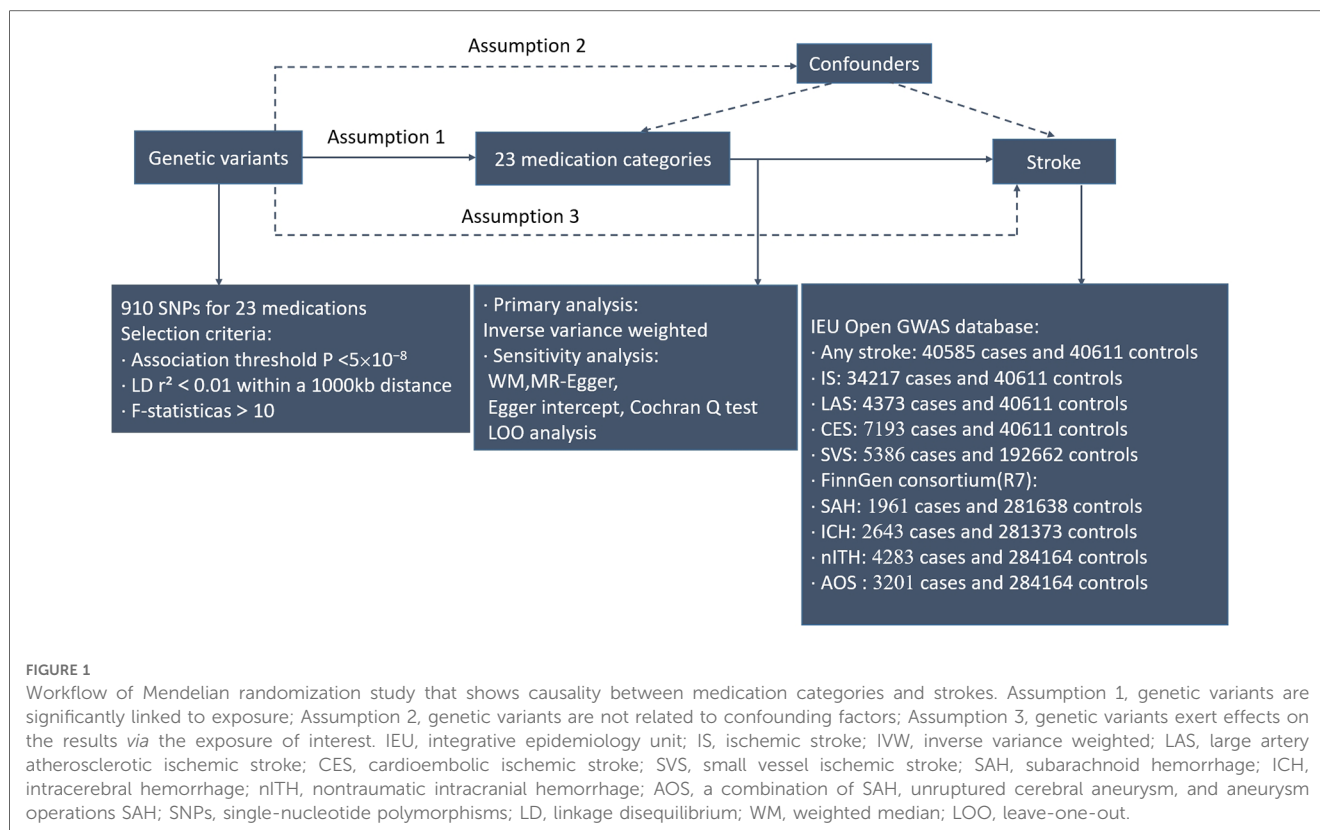 Assumption 2
Confounders
Assumption 1
Genetic variants
23 medication categories
Stroke
Assumption 3
910 SNPs for 23 medications
Selection criteria:
· Association threshold P <5×10⁻⁸
· LD r² < 0.01 within a 1000kb distance
· F-statisticas > 10
· Primary analysis:
Inverse variance weighted
· Sensitivity analysis:
WM,MR-Egger,
Egger intercept, Cochran Q test
LOO analysis
IEU Open GWAS database:
· Any stroke: 40585 cases and 40611 controls
· IS: 34217 cases and 40611 controls
· LAS: 4373 cases and 40611 controls
· CES: 7193 cases and 40611 controls
· SVS: 5386 cases and 192662 controls
· FinnGen consortium(R7):
· SAH: 1961 cases and 281638 controls
· ICH: 2643 cases and 281373 controls
· nITH: 4283 cases and 284164 controls
· AOS : 3201 cases and 284164 controls
FIGURE 1
Workflow of Mendelian randomization study that shows causality between medication categories and strokes. Assumption 1, genetic variants are
significantly linked to exposure; Assumption 2, genetic variants are not related to confounding factors; Assumption 3, genetic variants exert effects on
the results via the exposure of interest. IEU, integrative epidemiology unit; IS, ischemic stroke; IVW, inverse variance weighted; LAS, large artery
atherosclerotic ischemic stroke; CES, cardioembolic ischemic stroke; SVS, small vessel ischemic stroke; SAH, subarachnoid hemorrhage; ICH,
intracerebral hemorrhage; nITH, nontraumatic intracranial hemorrhage; AOS, a combination of SAH, unruptured cerebral aneurysm, and aneurysm
operations SAH; SNPs, single-nucleotide polymorphisms; LD, linkage disequilibrium; WM, weighted median; LOO, leave-one-out.